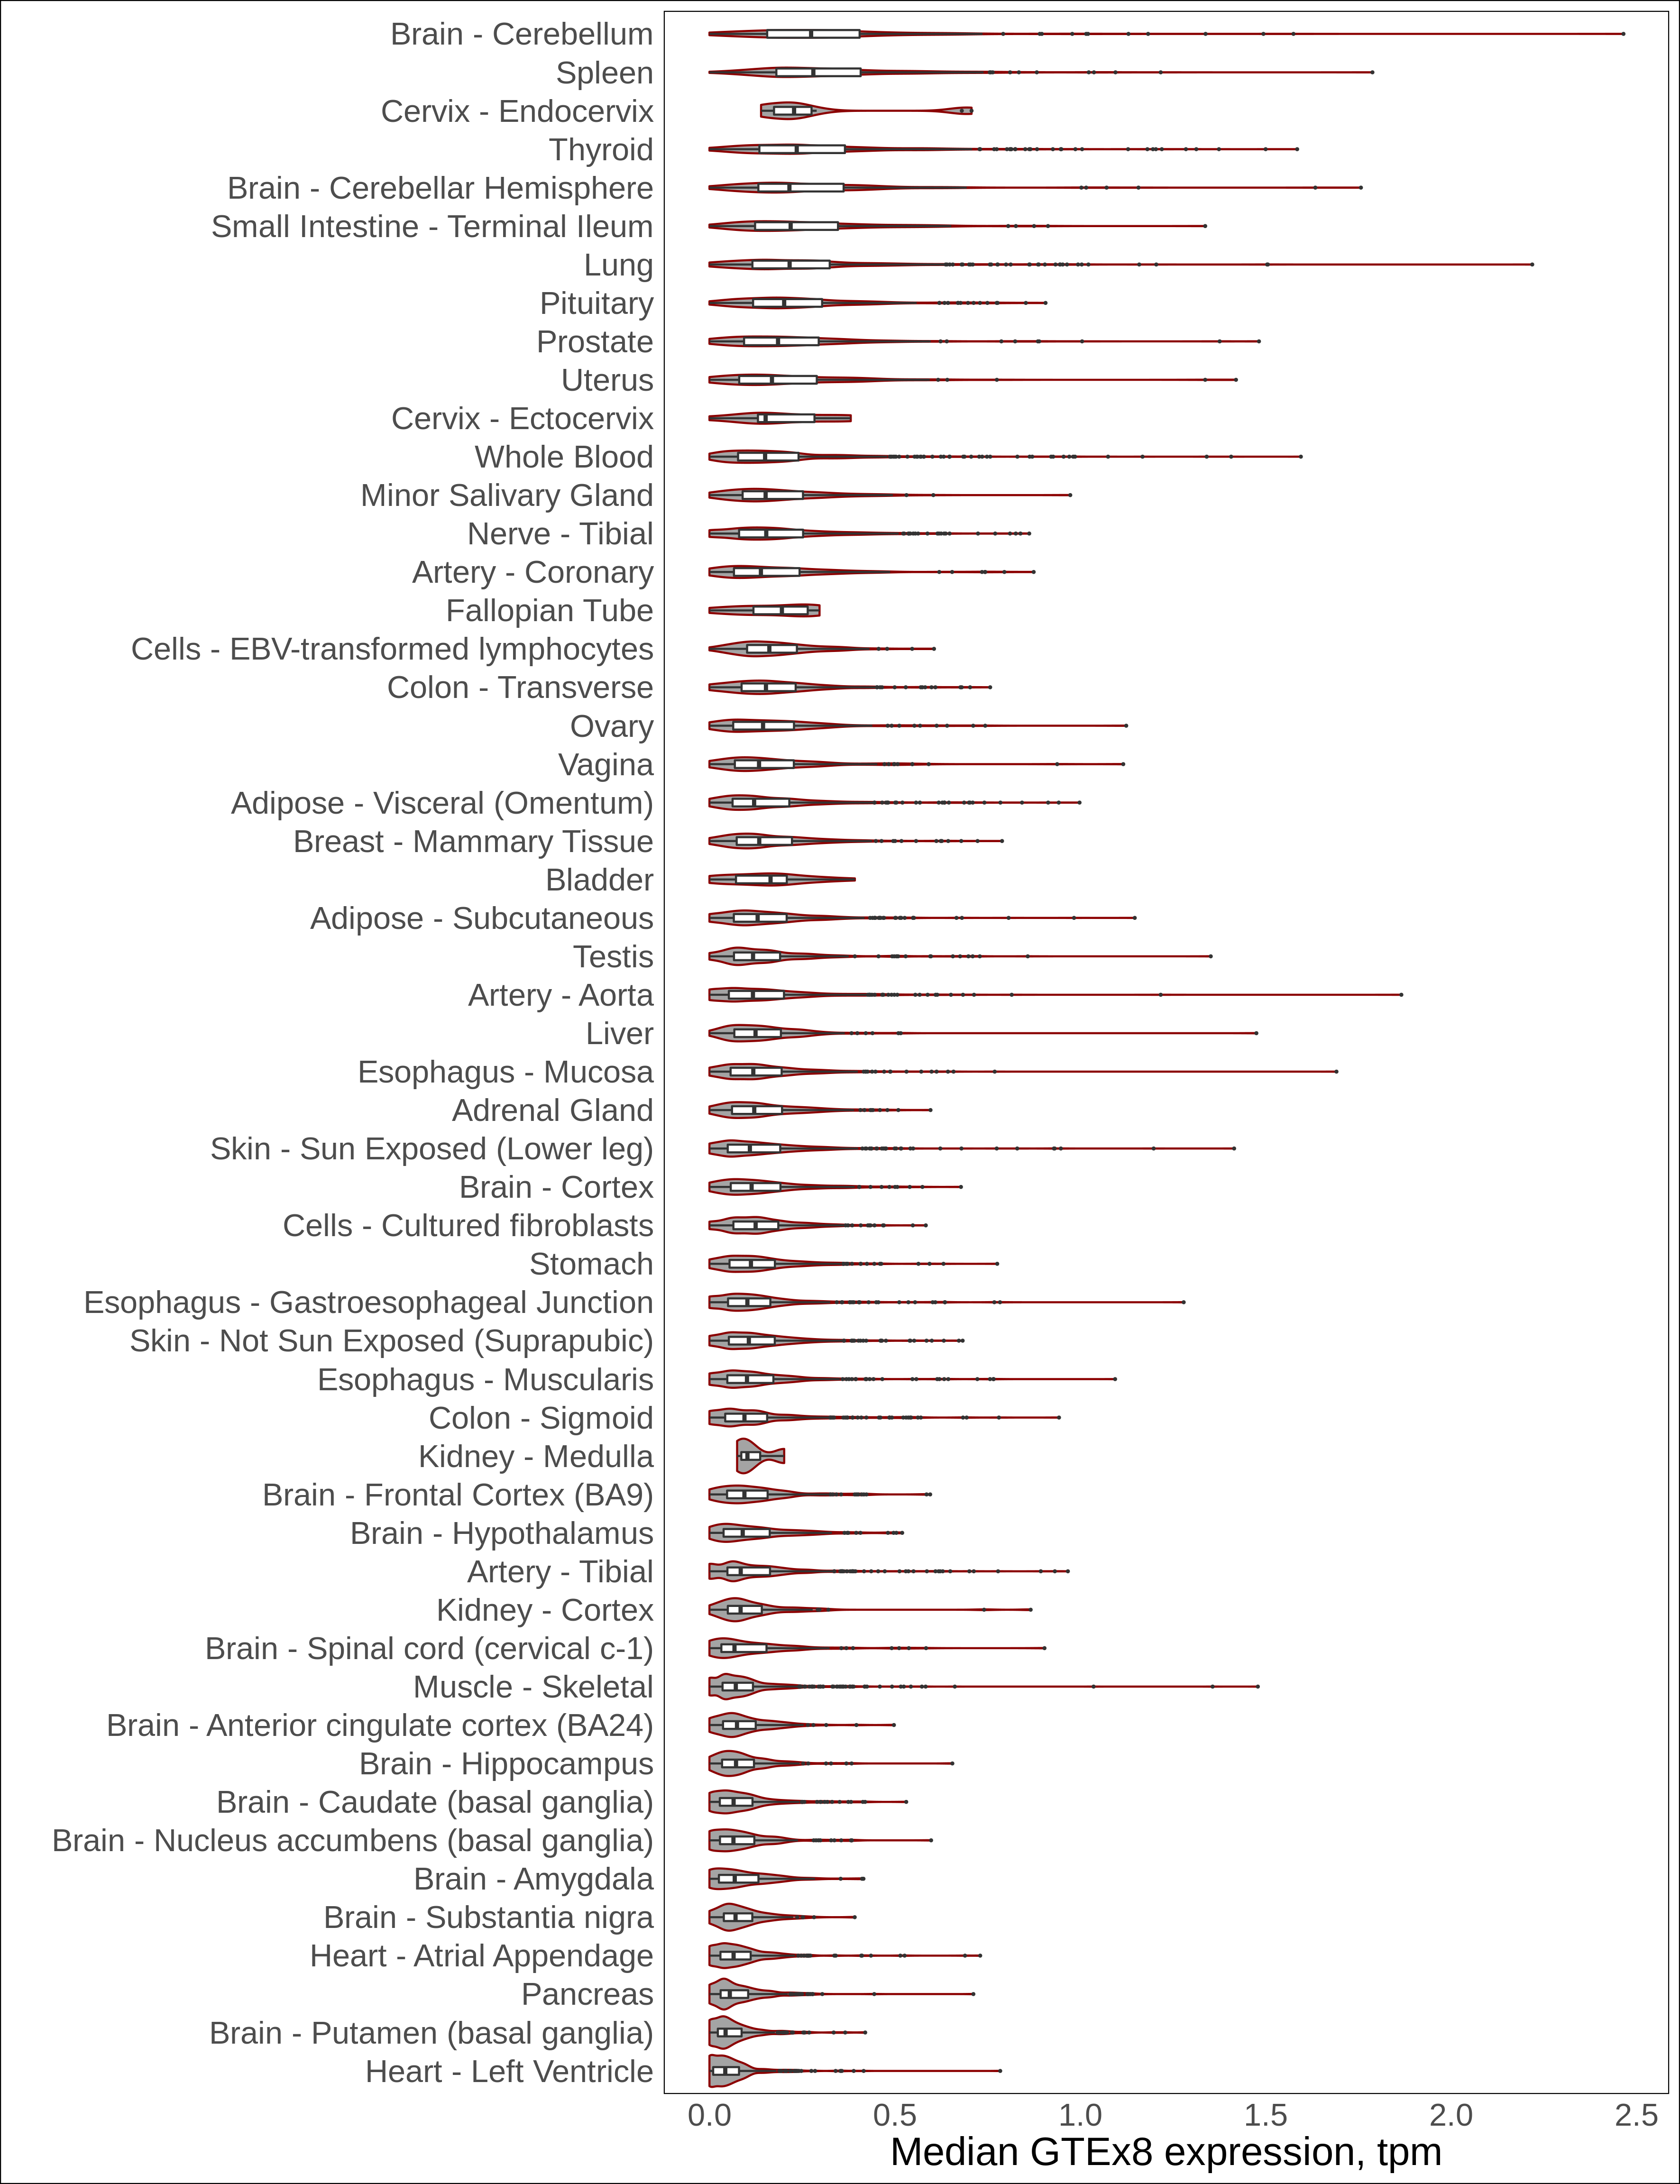 Brain - Cerebellum
Spleen
Cervix - Endocervix
Thyroid
Brain - Cerebellar Hemisphere
Small Intestine - Terminal Ileum
Lung
Pituitary
Prostate
Uterus
Cervix - Ectocervix
Whole Blood
Minor Salivary Gland
Nerve - Tibial
Artery - Coronary
Fallopian Tube
Cells - EBV-transformed lymphocytes
Colon - Transverse
Ovary
Vagina
Adipose - Visceral (Omentum)
Breast - Mammary Tissue
Bladder
Adipose - Subcutaneous
Testis
Artery - Aorta
Liver
Esophagus - Mucosa
Adrenal Gland
Skin - Sun Exposed (Lower leg)
Brain - Cortex
Cells - Cultured fibroblasts
Stomach
Esophagus - Gastroesophageal Junction
Skin - Not Sun Exposed (Suprapubic)
Esophagus - Muscularis
Colon - Sigmoid
Kidney - Medulla
Brain - Frontal Cortex (BA9)
Brain - Hypothalamus
Artery - Tibial
Kidney - Cortex
Brain - Spinal cord (cervical c-1)
Muscle - Skeletal
Brain - Anterior cingulate cortex (BA24)
Brain - Hippocampus
Brain - Caudate (basal ganglia)
Brain - Nucleus accumbens (basal ganglia)
Brain - Amygdala
Brain - Substantia nigra
Heart - Atrial Appendage
Pancreas
Brain - Putamen (basal ganglia)
Heart - Left Ventricle
0.0 0.5 1.0 1.5 2.0 2.5
Median GTEx8 expression, tpm